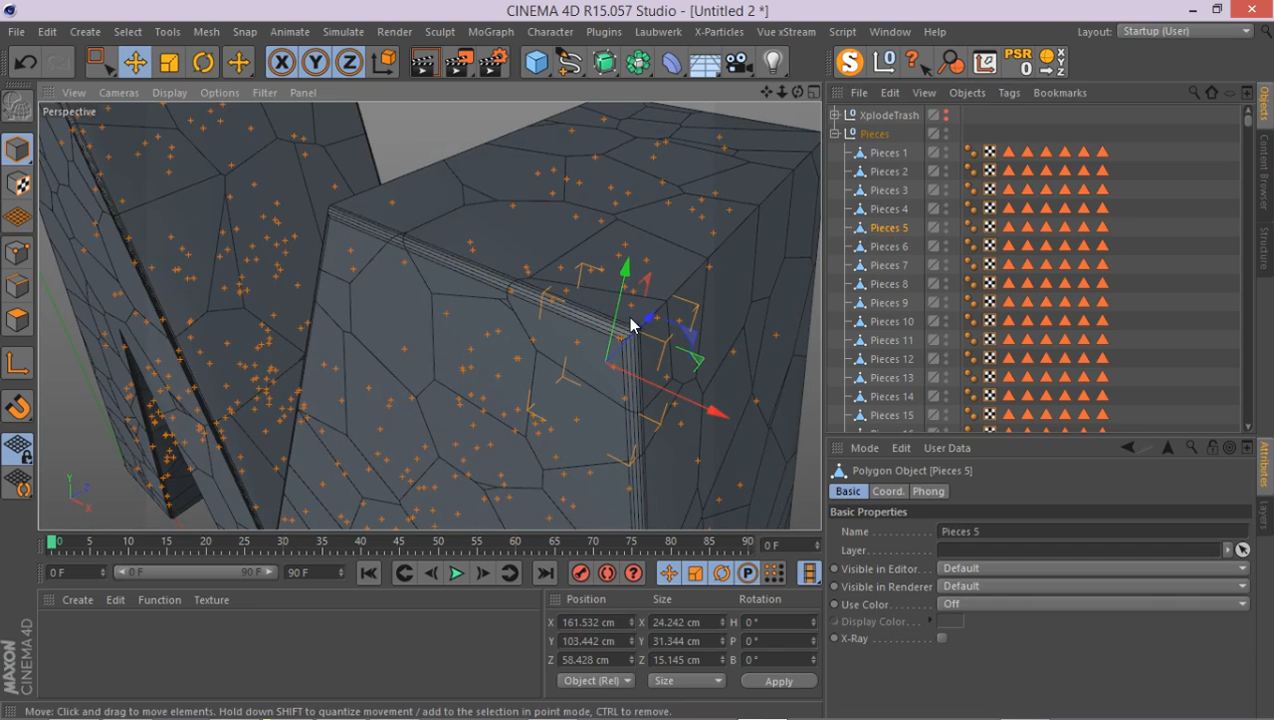 CINEMA 4D R15.057 Studio - [Untitled 2 *]
File Edit Create Select Tools Mesh Snap Animate Simulate Render Sculpt MoGraph Character Plugins Laubwerk X-Particles Vue xStream Script Window Help Layout: Startup (User)
X Y Z PSR 0
View Cameras Display Options Filter Panel
File Edit View Objects Tags Bookmarks
Perspective
XplodeTrash
Pieces
Pieces 1
Pieces 2
Pieces 3
Pieces 4
Pieces 5
Pieces 6
Pieces 7
Pieces 8
Pieces 9
Pieces 10
Pieces 11
Pieces 12
Pieces 13
Pieces 14
Pieces 15
Objects
Content Browser
Structure
Mode Edit User Data
Polygon Object [Pieces 5]
Basic Coord. Phong
Basic Properties
Name Pieces 5
Layer
Visible in Editor. Default
Visible in Renderer Default
Use Color Off
Display Color
X-Ray
Attributes
Layers
Y Z X
0 5 10 15 20 25 30 35 40 45 50 55 60 65 70 75 80 85 90 0 F
0 F 0 F 90 F 90 F
Create Edit Function Texture
Position Size Rotation
X 161.532 cm X 24.242 cm H 0 °
Y 103.442 cm Y 31.344 cm P 0 °
Z 58.428 cm Z 15.145 cm B 0 °
Object (Rel) Size Apply
MAXON
CINEMA 4D
Move: Click and drag to move elements. Hold down SHIFT to quantize movement / add to the selection in point mode, CTRL to remove.